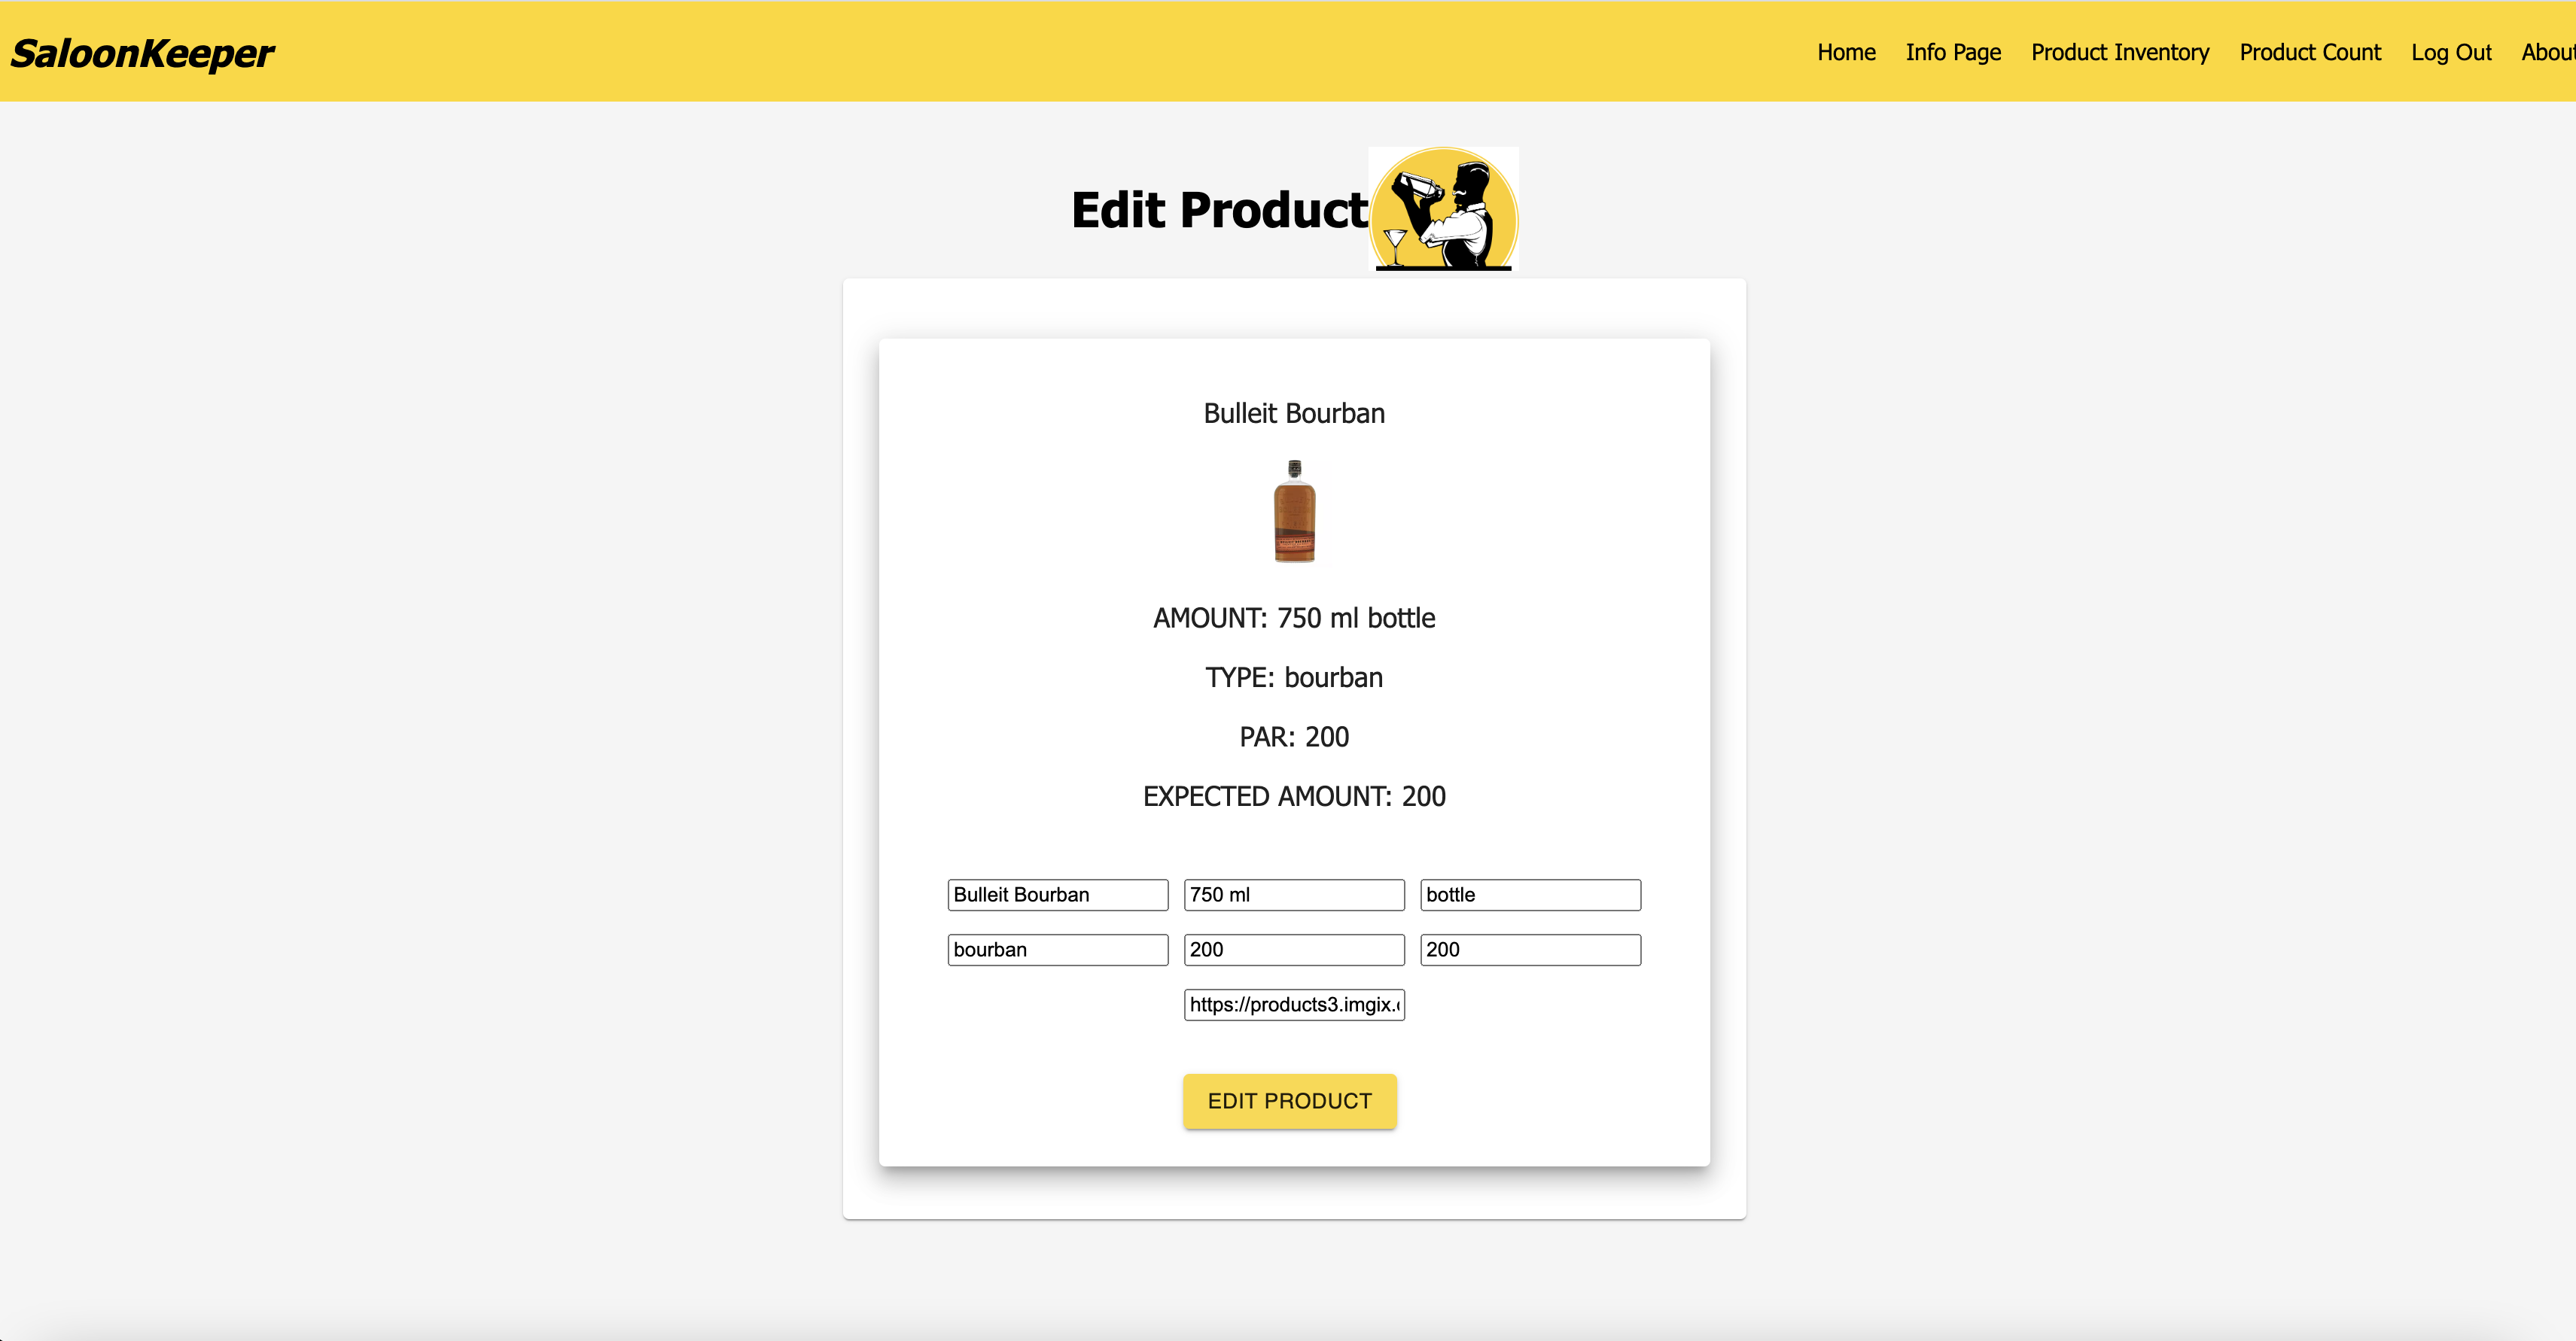 SaloonKeeper
Home Info Page Product Inventory Product Count Log Out About
Edit Product
Bulleit Bourban
AMOUNT: 750 ml bottle
TYPE: bourban
PAR: 200
EXPECTED AMOUNT: 200
Bulleit Bourban 750 ml bottle
bourban 200 200
https://products3.imgix.
EDIT PRODUCT